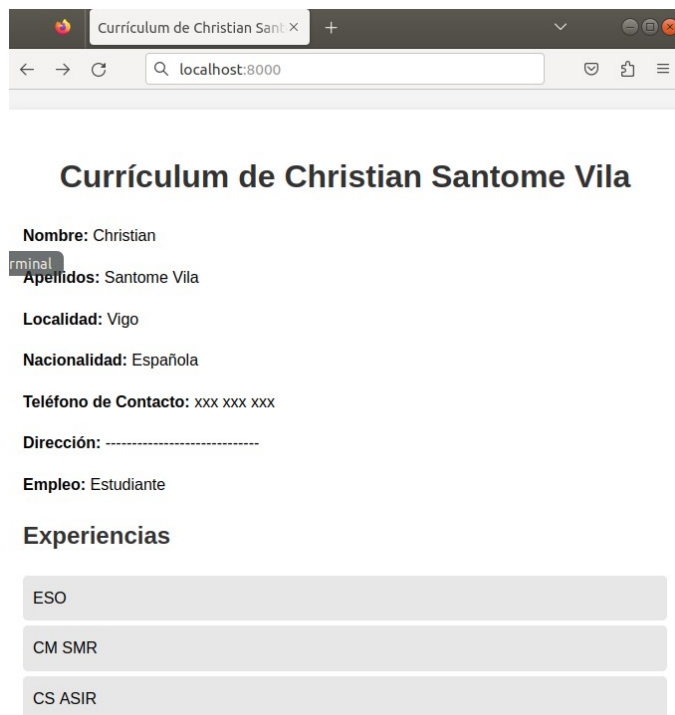 Currículum de Christian Sant
localhost:8000
Currículum de Christian Santome Vila
Nombre: Christian
rminal
Apellidos: Santome Vila
Localidad: Vigo
Nacionalidad: Española
Teléfono de Contacto: xxx xxx xxx
Dirección: -----------------------------
Empleo: Estudiante
Experiencias
ESO
CM SMR
CS ASIR